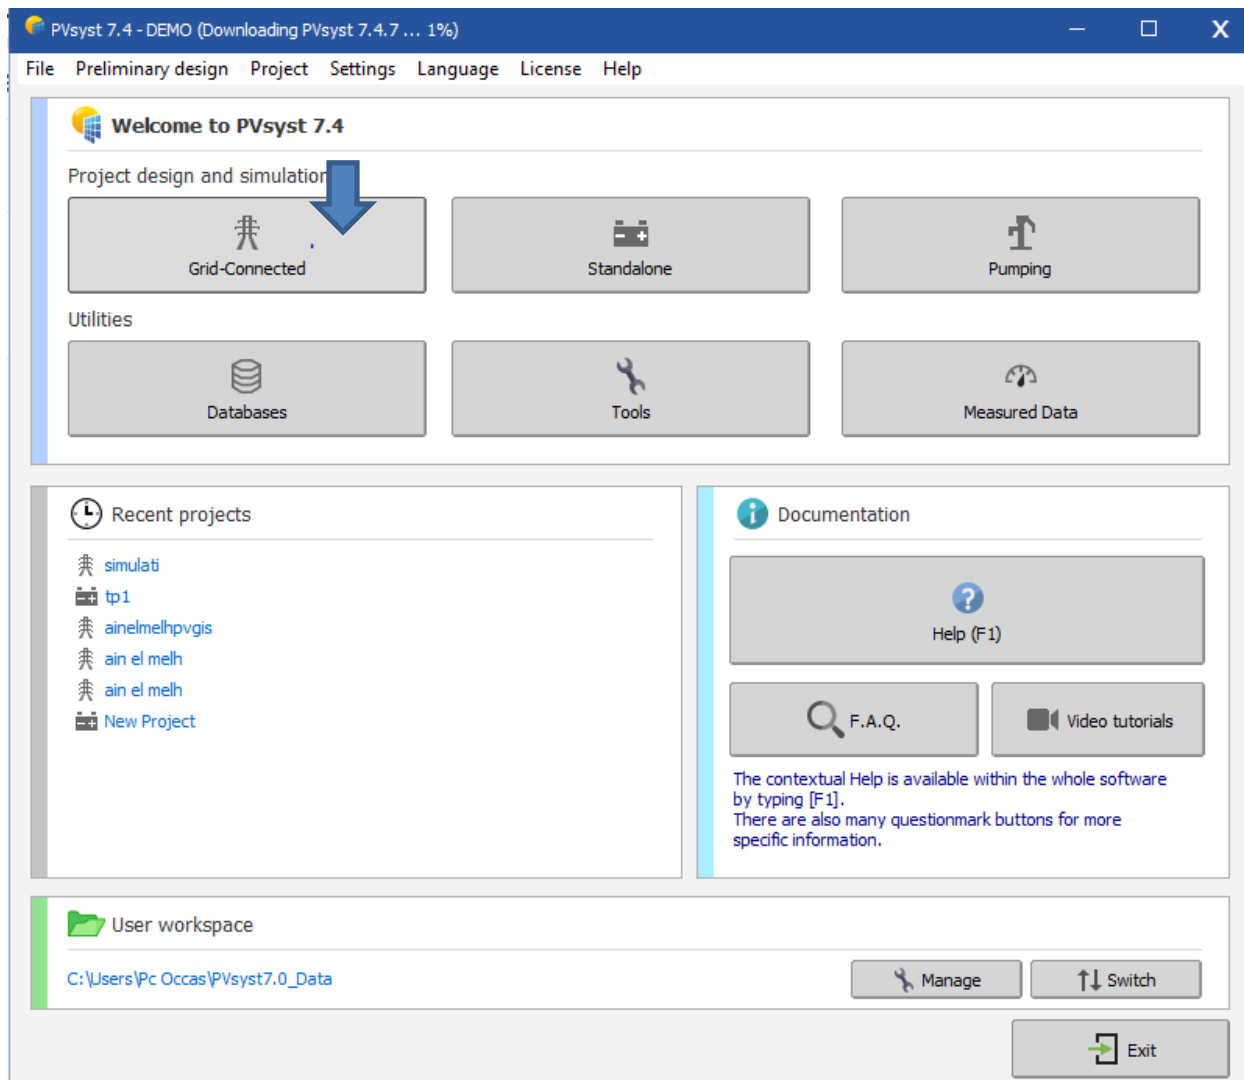 PVsyst 7.4 - DEMO (Downloading PVsyst 7.4.7 ... 1%)
File Preliminary design Project Settings Language License Help
Welcome to PVsyst 7.4
Project design and simulation
Grid-Connected
Standalone
Pumping
Utilities
Databases
Tools
Measured Data
Recent projects
simulati
tp1
ainelmelhpvgis
ain el melh
ain el melh
New Project
Documentation
Help (F1)
F.A.Q.
Video tutorials
The contextual Help is available within the whole software
by typing [F1].
There are also many questionmark buttons for more
specific information.
User workspace
C:\Users\Pc Occas\PVsyst7.0_Data
Manage
Switch
Exit